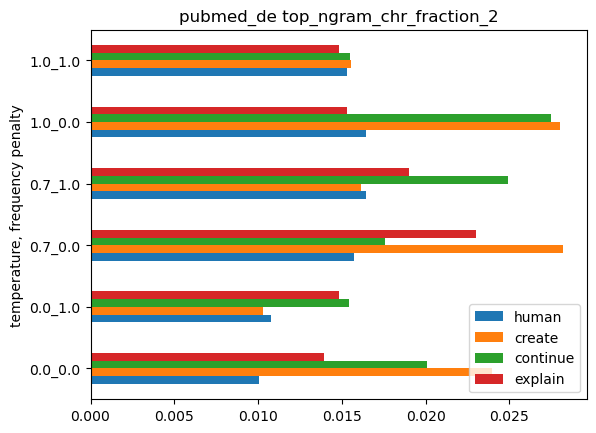 pubmed_de top_ngram_chr_fraction_2
temperature, frequency penalty
1.0_1.0
1.0_0.0
0.7_1.0
0.7_0.0
0.0_1.0
0.0_0.0
human
create
continue
explain
0.000 0.005 0.010 0.015 0.020 0.025